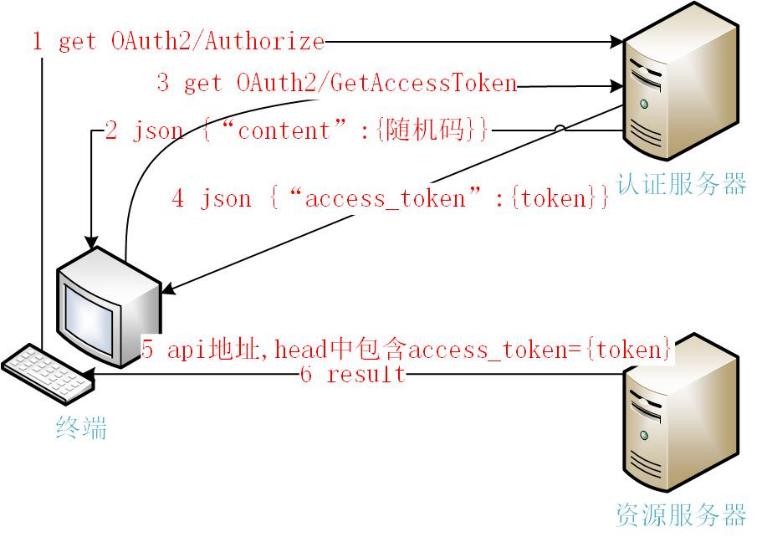 1 get OAuth2/Authorize
3 get OAuth2/GetAccessToken
2 json {“content”:{随机码}}
认证服务器
4 json {“access_token”:{token}}
5 api地址,head中包含access_token={token}
6 result
终端
资源服务器